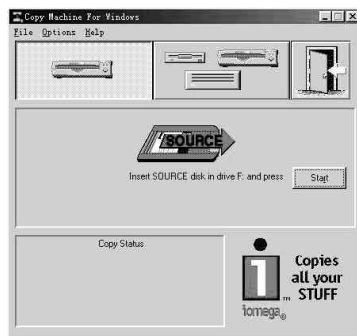 Copy Machine For Windows
File Options Help
SOURCE
Insert SOURCE disk in drive F: and press
Start
Copy Status
Copies
all your
STUFF
TM
iomega®